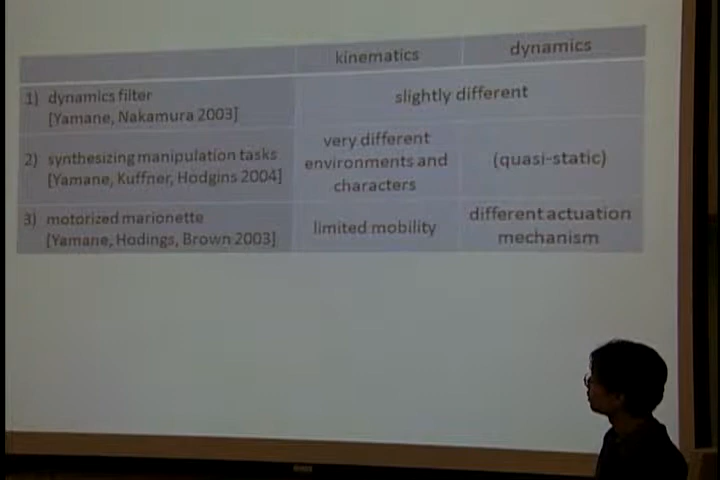 kinematics dynamics
1) dynamics filter
[Yamane, Nakamura 2003]
slightly different
2) synthesizing manipulation tasks
[Yamane, Kuffner, Hodgins 2004]
very different
environments and
characters
(quasi-static)
3) motorized marionette
[Yamane, Hodings, Brown 2003]
limited mobility
different actuation
mechanism